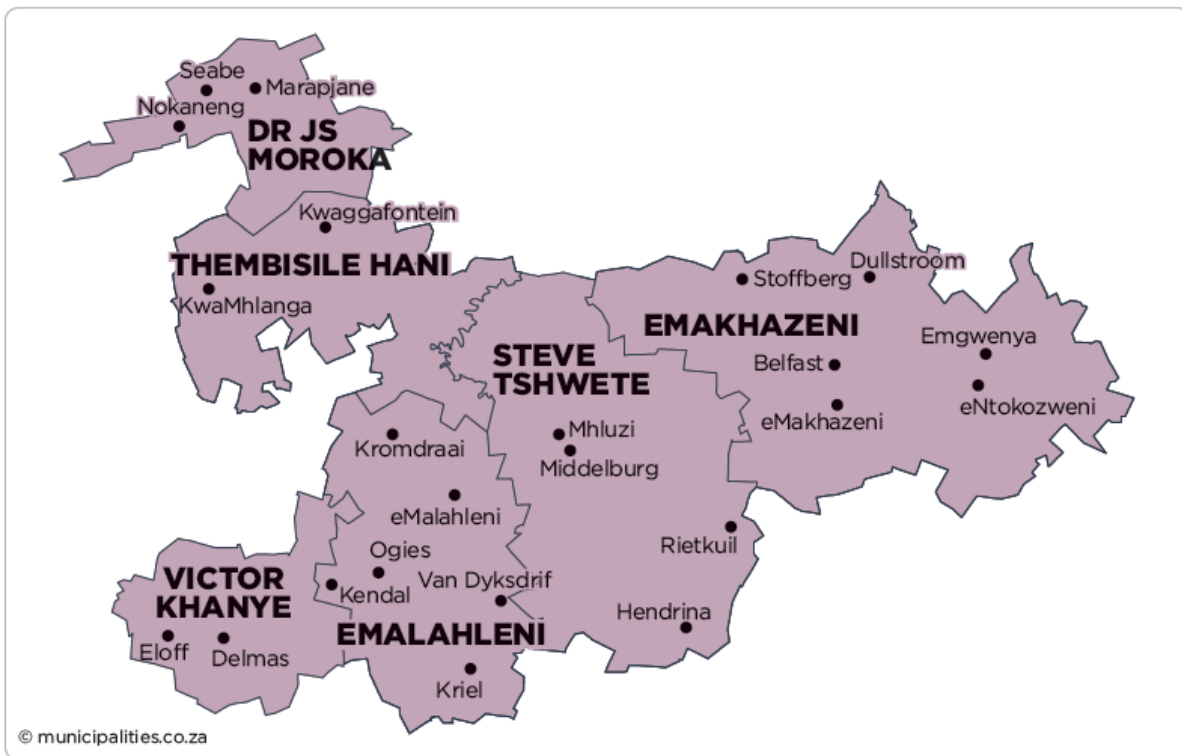 Seabe
Marapjane
Nokaneng
DR JS
MOROKA
Kwaggafontein
THEMBISILE HANI
KwaMhlanga
Stoffberg
Dullstroom
EMAKHAZENI
Emgwenya
STEVE
TSHWETE
Belfast
eNtokozweni
eMakhazeni
Mhluzi
Kromdraai
Middelburg
eMalahleni
Rietkuil
Ogies
VICTOR
KHANYE
Van Dyksdrif
Kendal
Hendrina
EMALAHLENI
Eloff
Delmas
Kriel
© municipalities.co.za